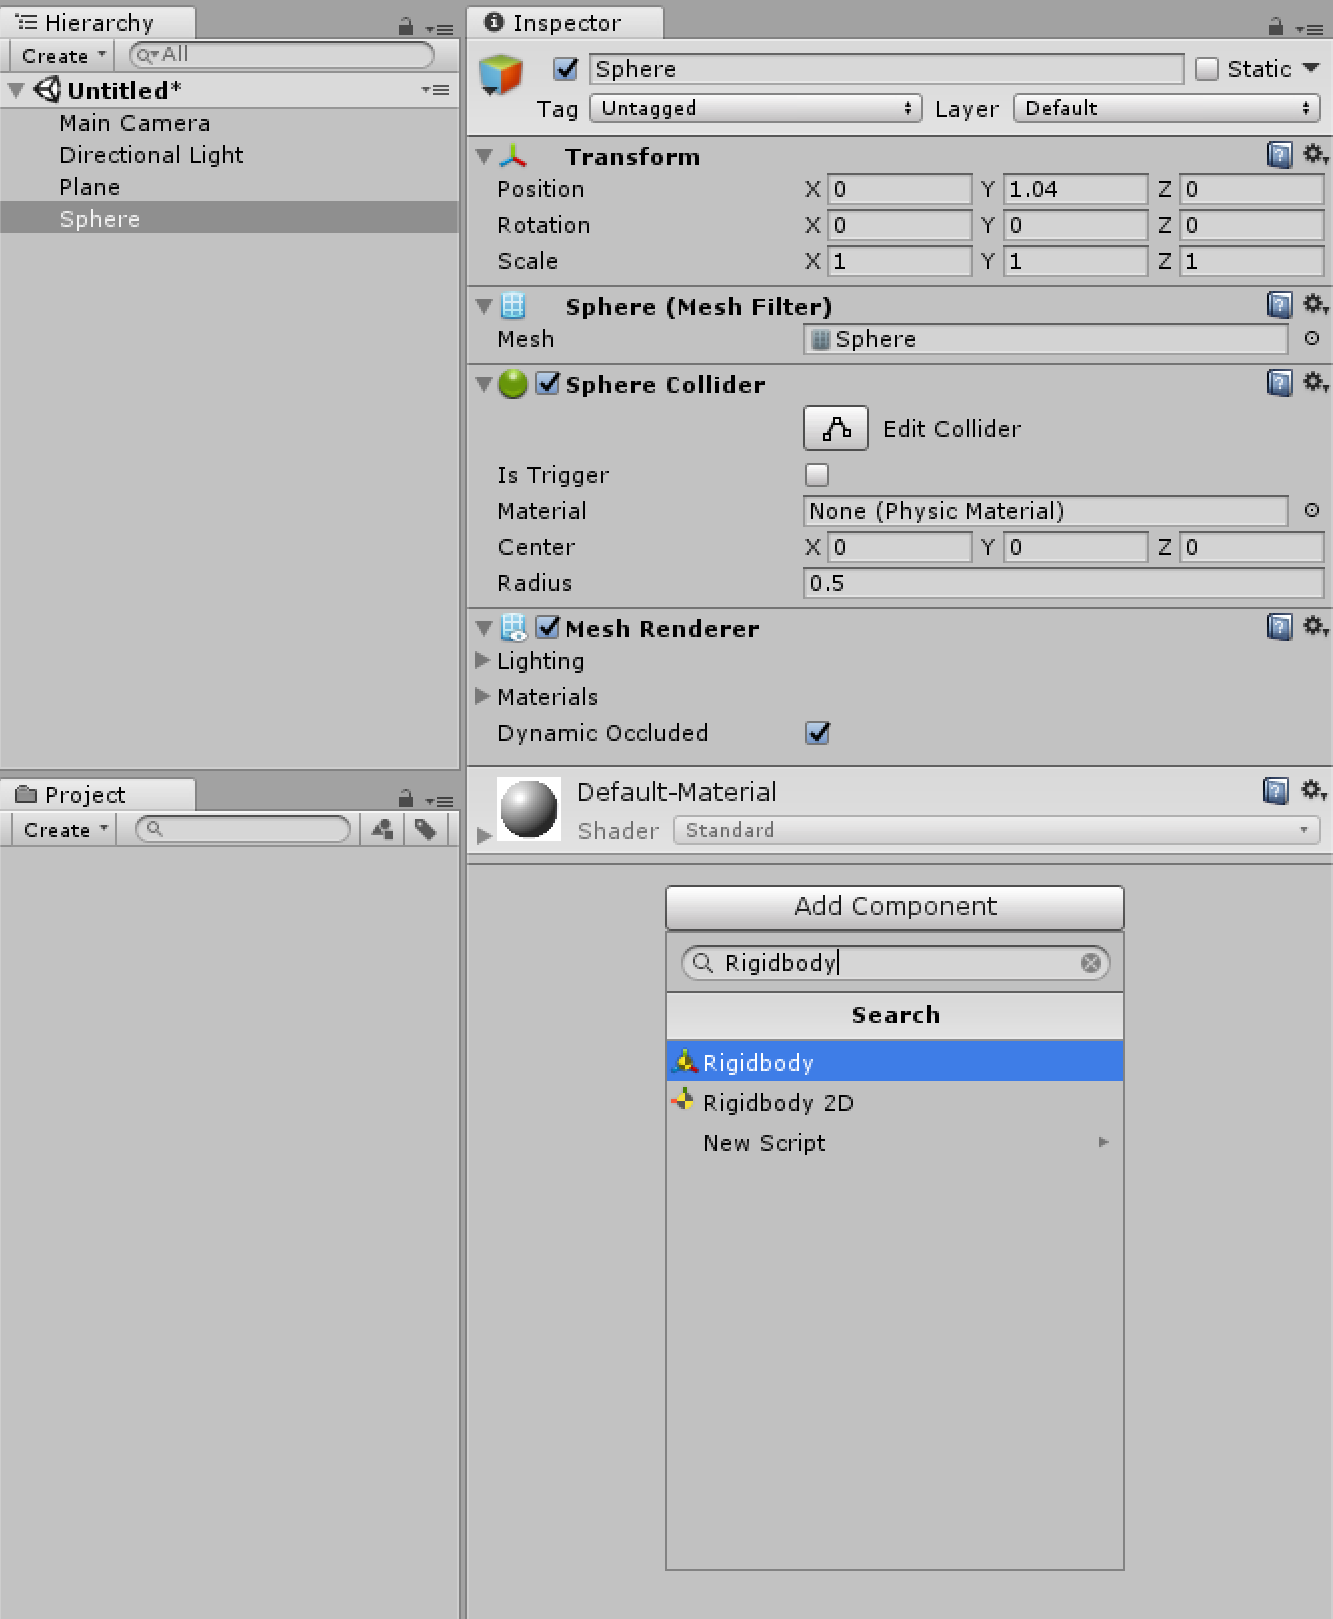 Hierarchy
Create
All
Untitled*
Main Camera
Directional Light
Plane
Sphere
Project
Create
Inspector
Sphere
Static
Tag Untagged Layer Default
Transform
Position X 0 Y 1.04 Z 0
Rotation X 0 Y 0 Z 0
Scale X 1 Y 1 Z 1
Sphere (Mesh Filter)
Mesh Sphere
Sphere Collider
Edit Collider
Is Trigger
Material None (Physic Material)
Center X 0 Y 0 Z 0
Radius 0.5
Mesh Renderer
Lighting
Materials
Dynamic Occluded
Default-Material
Shader Standard
Add Component
Rigidbody
Search
Rigidbody
Rigidbody 2D
New Script